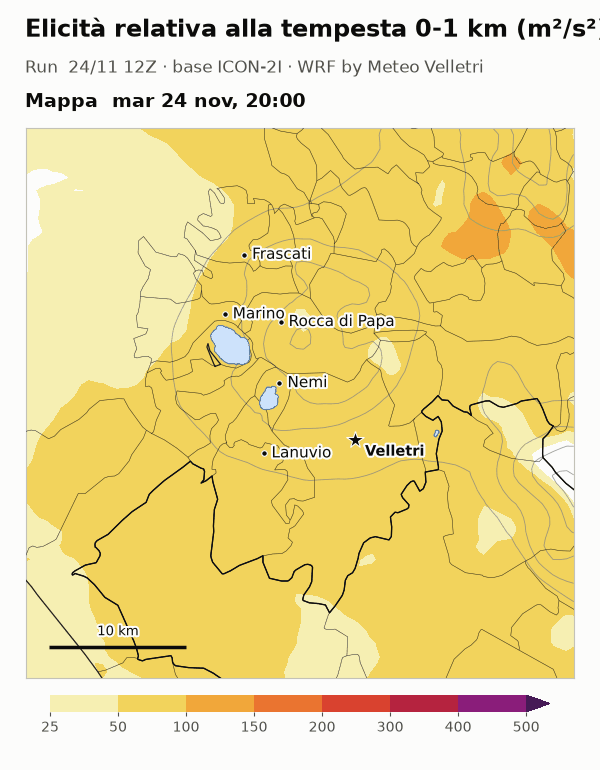 Elicità relativa alla tempesta 0-1 km (m²/s²)
Run 24/11 12Z · base ICON-2I · WRF by Meteo Velletri
Mappa mar 24 nov, 20:00
Frascati
Marino
Rocca di Papa
Nemi
Velletri
Lanuvio
10 km
25 50 100 150 200 300 400 500